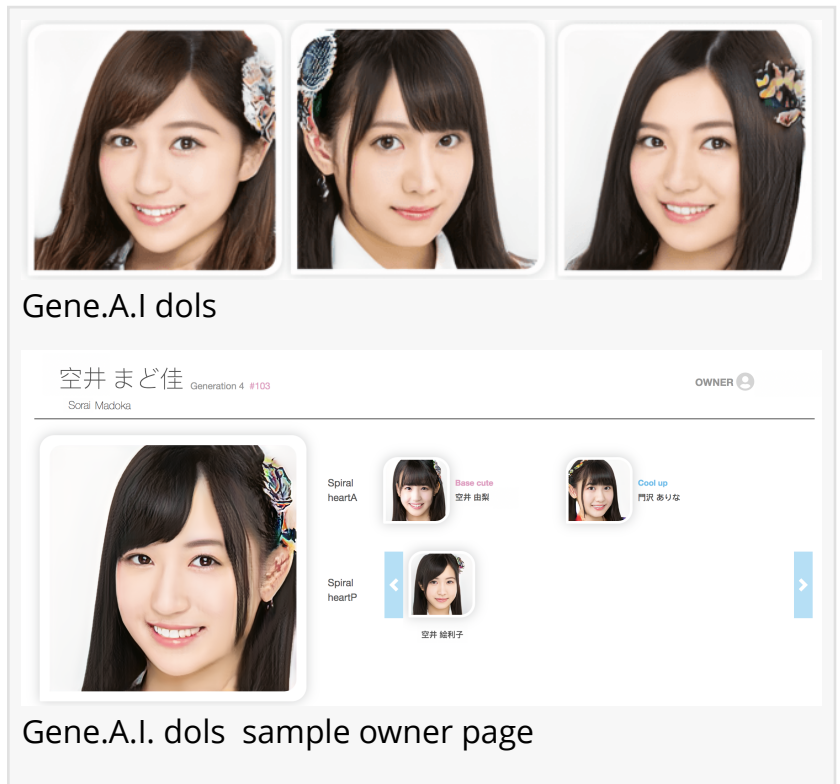 Gene.A.I dols
空井 まど佳 Generation 4 #103
OWNER
Sorai Madoka
Spiral
heartA
Base cute
空井 由梨
Cool up
門沢 ありな
Spiral
heartP
空井 絵利子
Gene.A.I. dols sample owner page